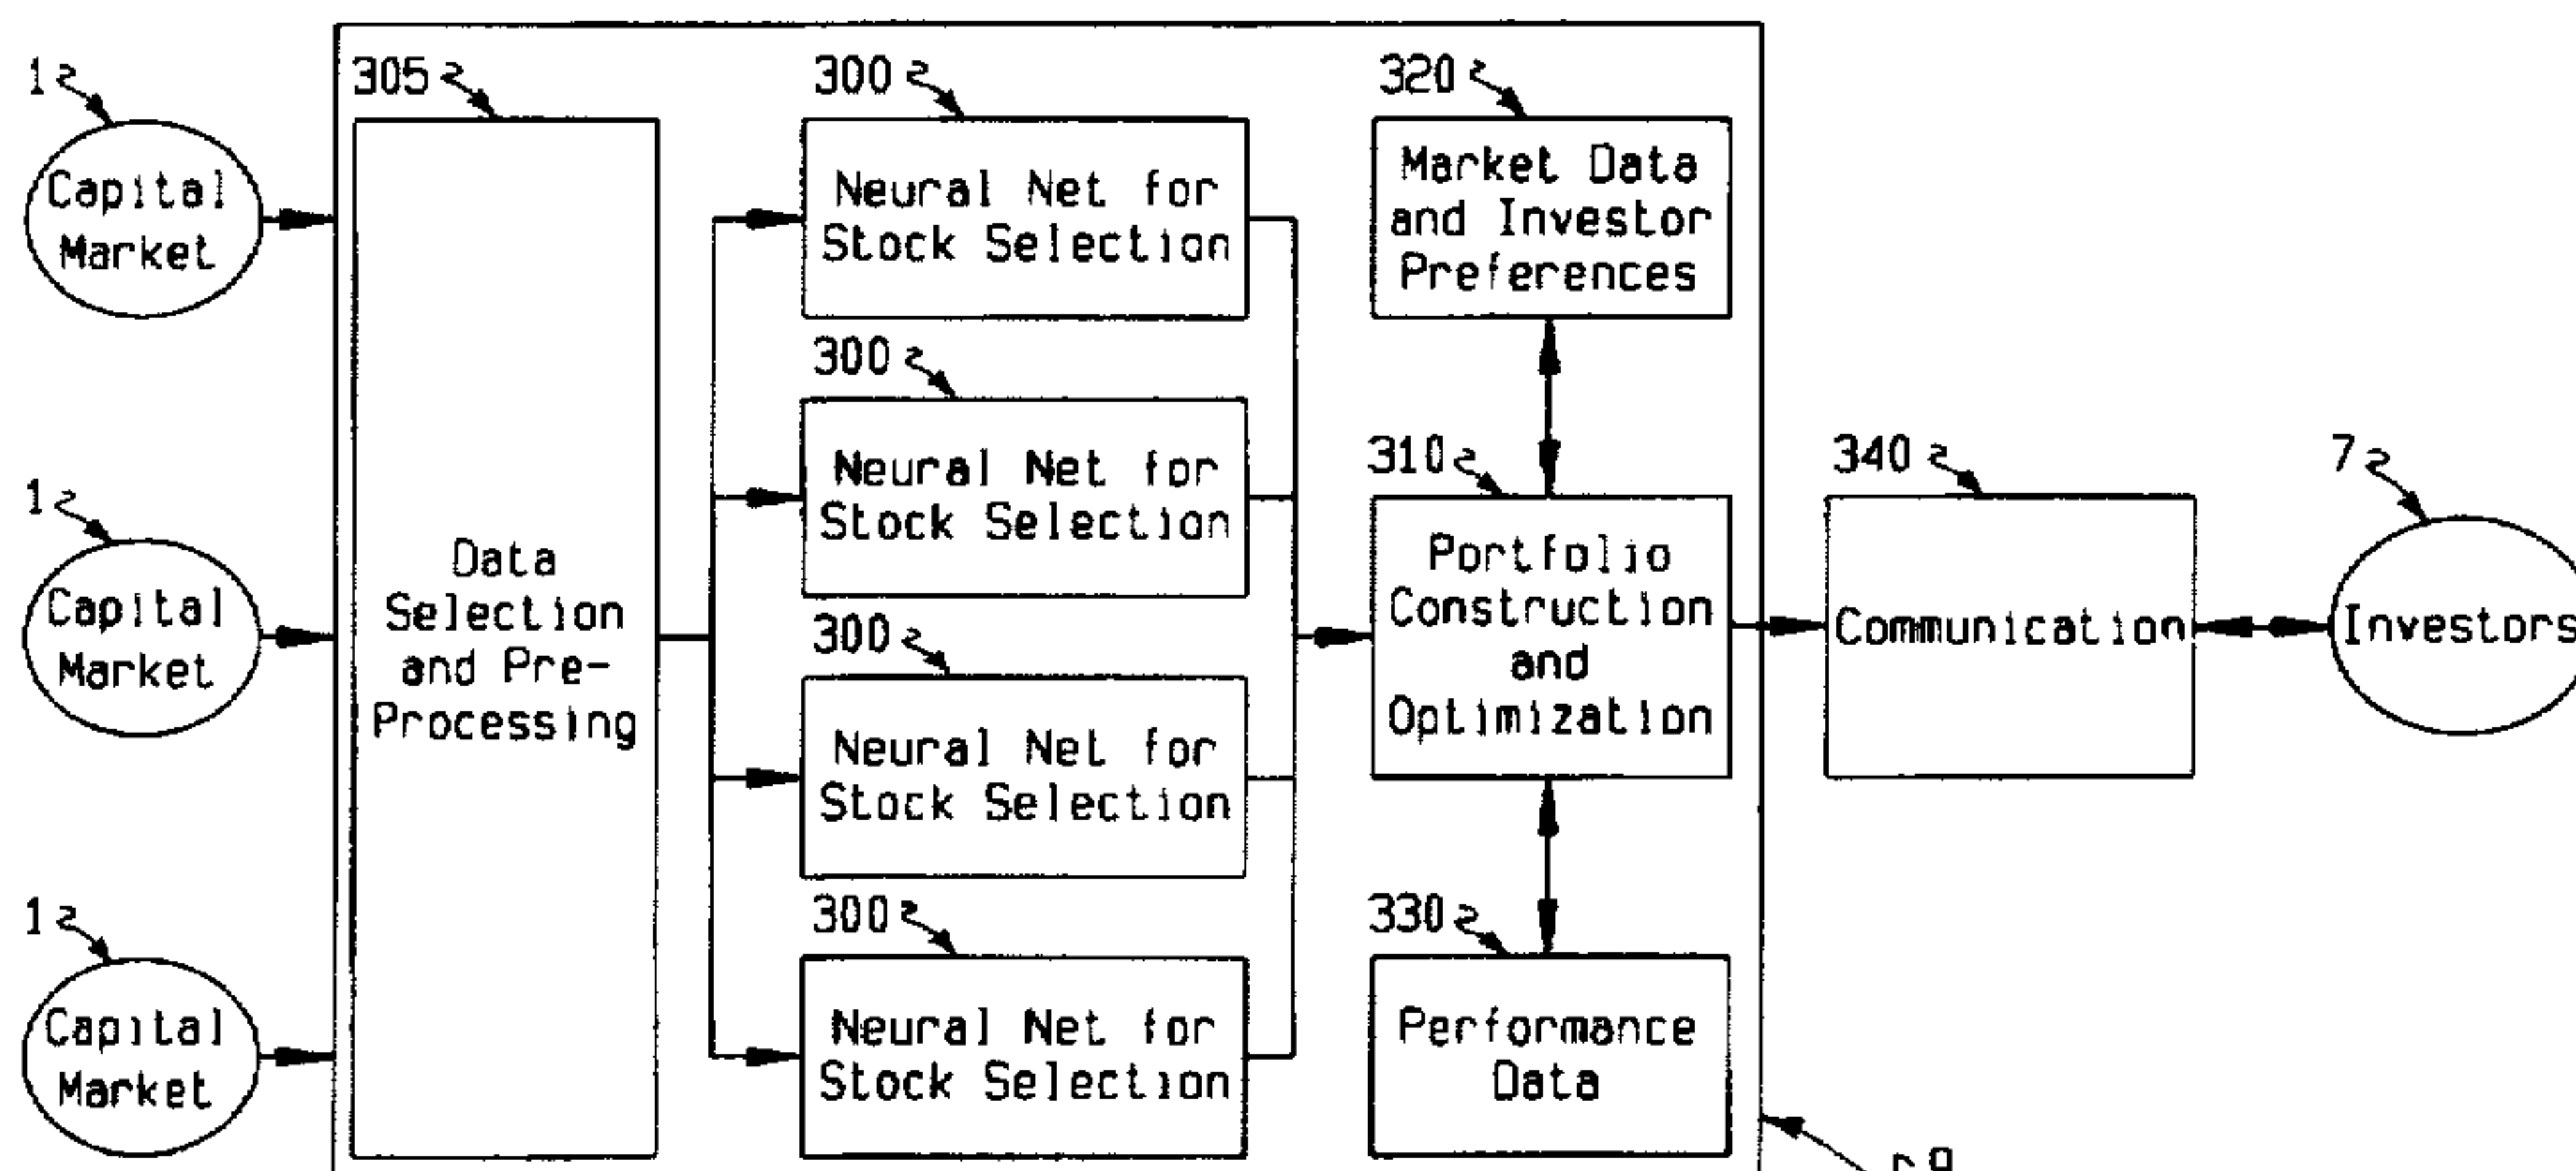 1
305
300
320
Capital
Market
Neural Net for
Stock Selection
Market Data
and Investor
Preferences
300
1
Neural Net for
Stock Selection
310
340
7
Capital
Market
Data
Selection
and Pre-
Processing
300
Portfolio
Construction
and
Optimization
Communication
Investors
Neural Net for
Stock Selection
1
300
330
Capital
Market
Neural Net for
Stock Selection
Performance
Data